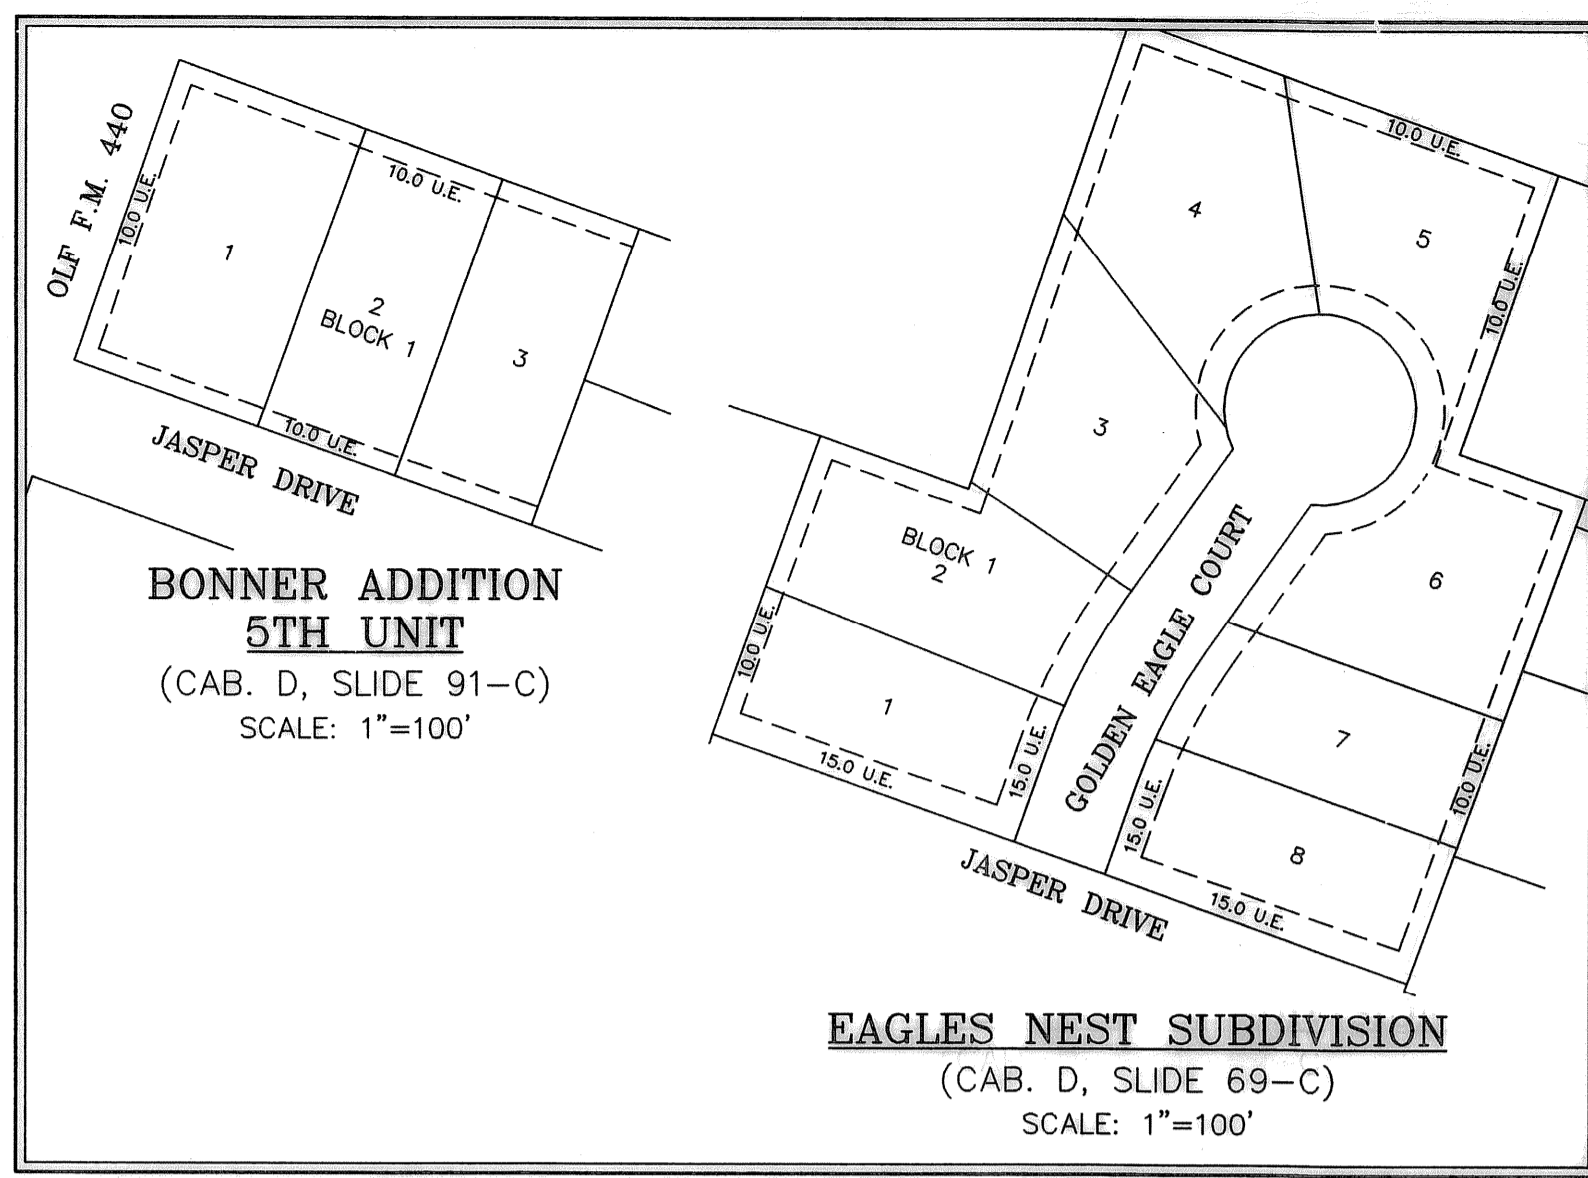 OLF F.M. 440
10.0 U.E.
1
10.0 U.E.
2
BLOCK 1
3
10.0 U.E.
JASPER DRIVE
BONNER ADDITION
5TH UNIT
(CAB. D, SLIDE 91-C)
SCALE: 1"=100'
10.0 U.E.
4
5
10.0 U.E.
3
BLOCK 1
2
10.0 U.E.
1
15.0 U.E.
15.0 U.E.
GOLDEN EAGLE COURT
6
7
10.0 U.E.
15.0 U.E.
8
15.0 U.E.
JASPER DRIVE
EAGLES NEST SUBDIVISION
(CAB. D, SLIDE 69-C)
SCALE: 1"=100'